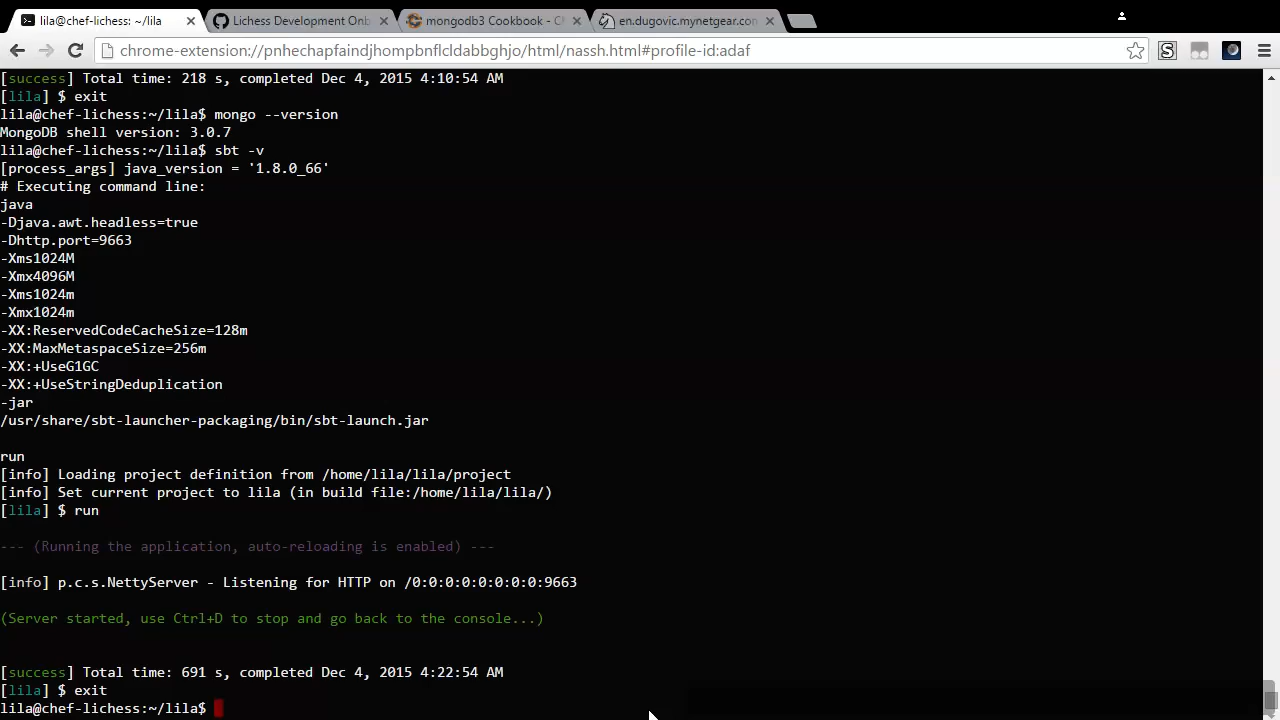 lila@chef-lichess: ~/lila
Lichess Development Onb
mongodb3 Cookbook - Ch
en.dugovic.mynetgear.com
chrome-extension://pnhechapfaindjhompbnflcldabbghjo/html/nassh.html#profile-id:adaf
[success] Total time: 218 s, completed Dec 4, 2015 4:10:54 AM
[lila] $ exit
lila@chef-lichess:~/lila$ mongo --version
MongoDB shell version: 3.0.7
lila@chef-lichess:~/lila$ sbt -v
[process_args] java_version = '1.8.0_66'
# Executing command line:
java
-Djava.awt.headless=true
-Dhttp.port=9663
-Xms1024M
-Xmx4096M
-Xms1024m
-Xmx1024m
-XX:ReservedCodeCacheSize=128m
-XX:MaxMetaspaceSize=256m
-XX:+UseG1GC
-XX:+UseStringDeduplication
-jar
/usr/share/sbt-launcher-packaging/bin/sbt-launch.jar
run
[info] Loading project definition from /home/lila/lila/project
[info] Set current project to lila (in build file:/home/lila/lila/)
[lila] $ run
--- (Running the application, auto-reloading is enabled) ---
[info] p.c.s.NettyServer - Listening for HTTP on /0:0:0:0:0:0:0:0:9663
(Server started, use Ctrl+D to stop and go back to the console...)
[success] Total time: 691 s, completed Dec 4, 2015 4:22:54 AM
[lila] $ exit
lila@chef-lichess:~/lila$